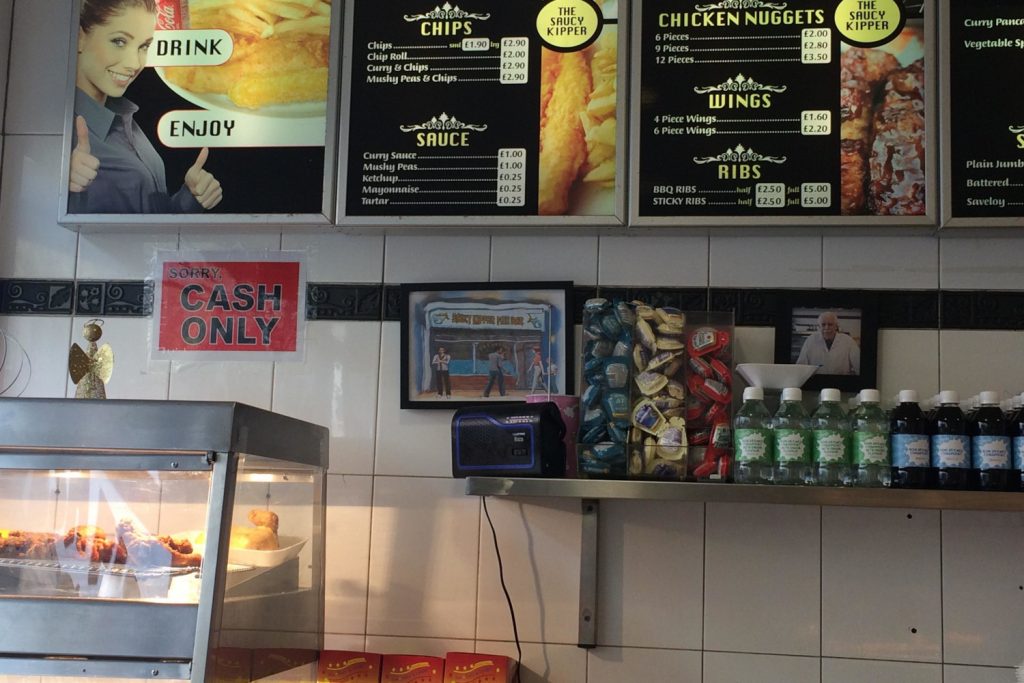 DRINK
ENJOY
CHIPS
Chips sml £1.90 lrg £2.90
Chip Roll £2.00
Curry & Chips £2.90
Mushy Peas & Chips £2.90
SAUCE
Curry Sauce £1.00
Mushy Peas £1.00
Ketchup £0.25
Mayonnaise £0.25
Tartar £0.25
THE
SAUCY
KIPPER
CHICKEN NUGGETS
6 Pieces £2.00
9 Pieces £2.80
12 Pieces £3.50
WINGS
4 Piece Wings £1.60
6 Piece Wings £2.20
RIBS
BBQ RIBS half £2.50 full £5.00
STICKY RIBS half £2.50 full £5.00
THE
SAUCY
KIPPER
Curry
Vegetable
Plain
Battered
Saveloy
SORRY,
CASH
ONLY
SAUCY KIPPER FISH BAR